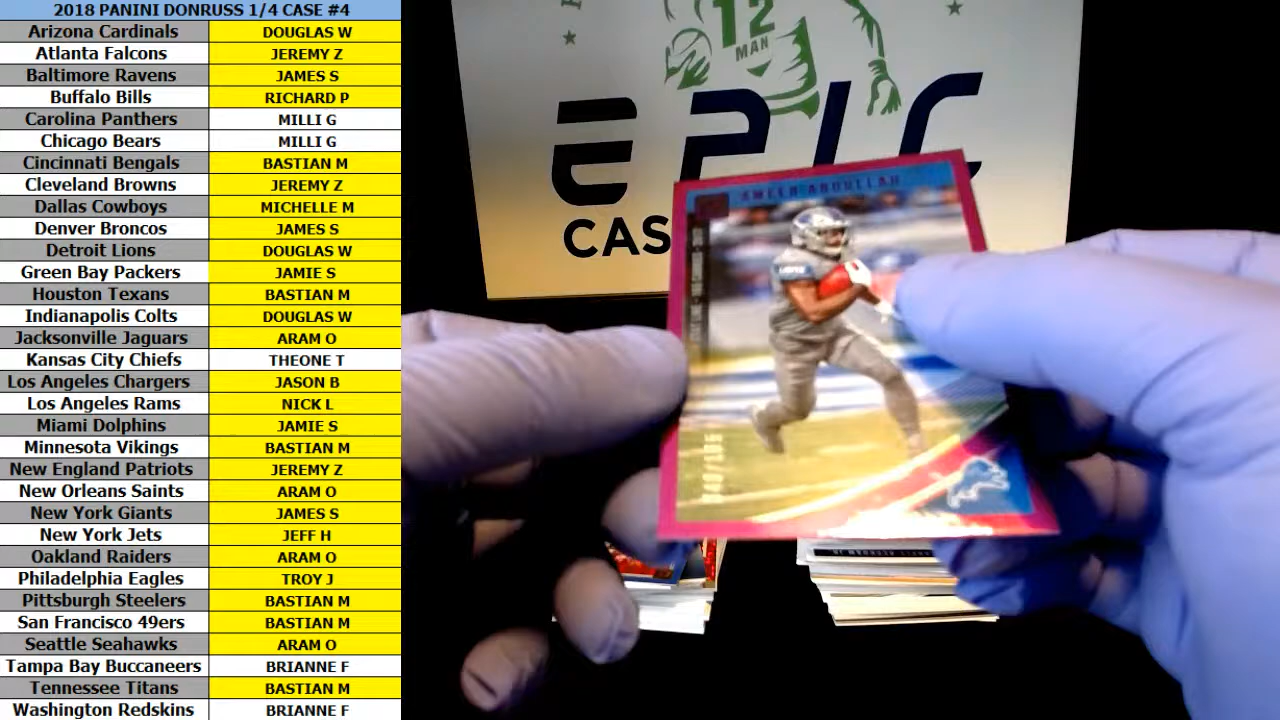 2018 PANINI DONRUSS 1/4 CASE #4
Arizona Cardinals DOUGLAS W
Atlanta Falcons JEREMY Z
Baltimore Ravens JAMES S
Buffalo Bills RICHARD P
Carolina Panthers MILLI G
Chicago Bears MILLI G
Cincinnati Bengals BASTIAN M
Cleveland Browns JEREMY Z
Dallas Cowboys MICHELLE M
Denver Broncos JAMES S
Detroit Lions DOUGLAS W
Green Bay Packers JAMIE S
Houston Texans BASTIAN M
Indianapolis Colts DOUGLAS W
Jacksonville Jaguars ARAM O
Kansas City Chiefs THEONE T
Los Angeles Chargers JASON B
Los Angeles Rams NICK L
Miami Dolphins JAMIE S
Minnesota Vikings BASTIAN M
New England Patriots JEREMY Z
New Orleans Saints ARAM O
New York Giants JAMES S
New York Jets JEFF H
Oakland Raiders ARAM O
Philadelphia Eagles TROY J
Pittsburgh Steelers BASTIAN M
San Francisco 49ers BASTIAN M
Seattle Seahawks ARAM O
Tampa Bay Buccaneers BRIANNE F
Tennessee Titans BASTIAN M
Washington Redskins BRIANNE F
12
MAN
EPIC
CAS
AMEER ABDULLAH